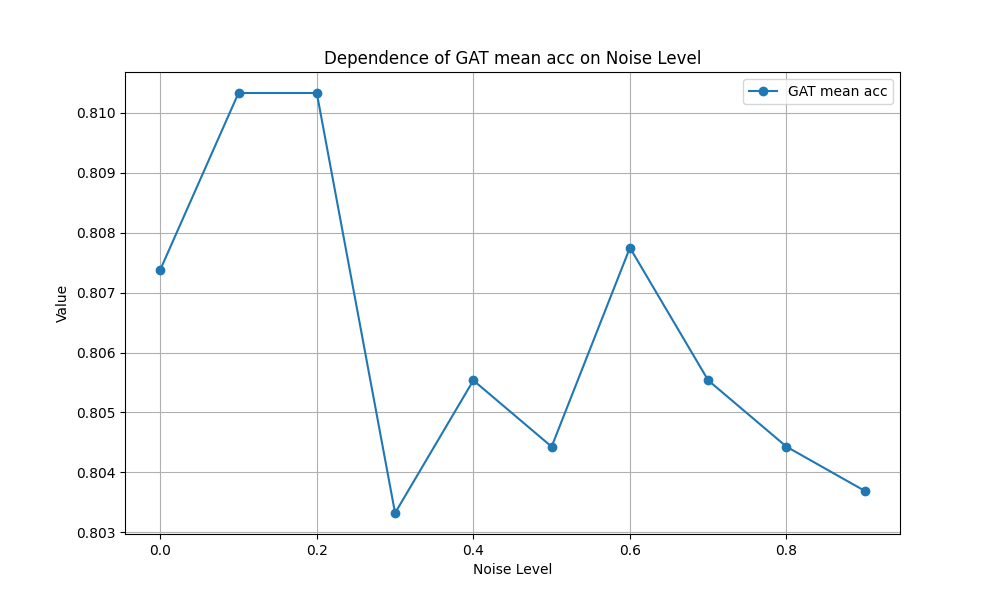 Dependence of GAT mean acc on Noise Level
GAT mean acc
0.810
0.809
0.808
0.807
0.806
0.805
0.804
0.803
Value
0.0 0.2 0.4 0.6 0.8
Noise Level